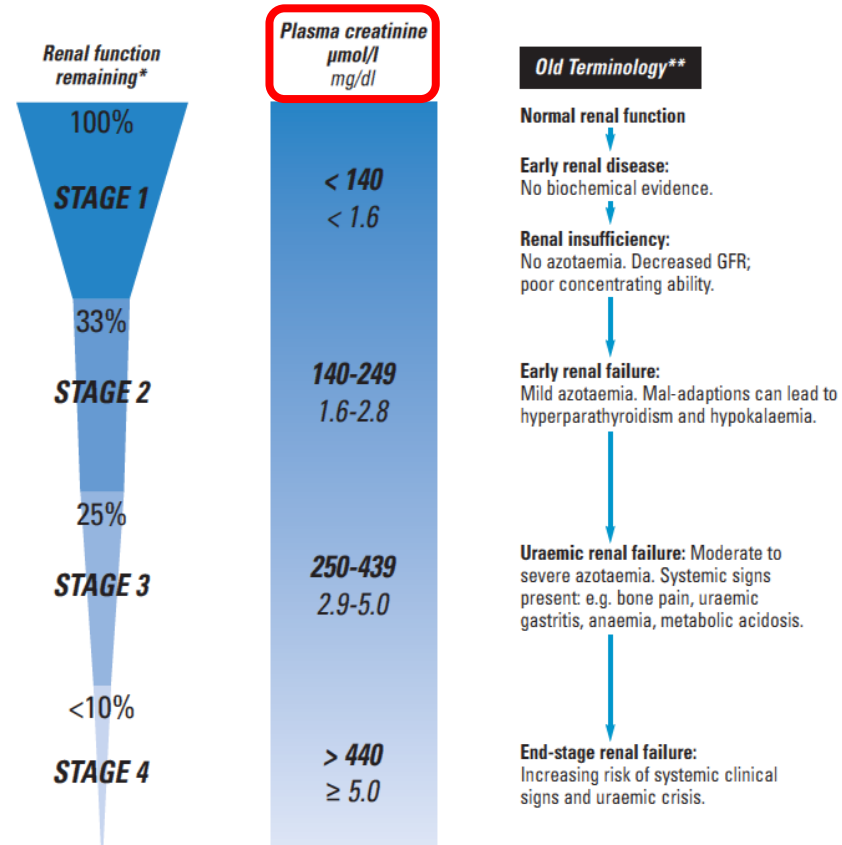 Renal function
remaining*
100%
STAGE 1
33%
STAGE 2
25%
STAGE 3
<10%
STAGE 4
Plasma creatinine
µmol/l
mg/dl
< 140
< 1.6
140-249
1.6-2.8
250-439
2.9-5.0
> 440
≥ 5.0
Old Terminology**
Normal renal function
Early renal disease:
No biochemical evidence.
Renal insufficiency:
No azotaemia. Decreased GFR;
poor concentrating ability.
Early renal failure:
Mild azotaemia. Mal-adaptions can lead to
hyperparathyroidism and hypokalaemia.
Uraemic renal failure: Moderate to
severe azotaemia. Systemic signs
present: e.g. bone pain, uraemic
gastritis, anaemia, metabolic acidosis.
End-stage renal failure:
Increasing risk of systemic clinical
signs and uraemic crisis.